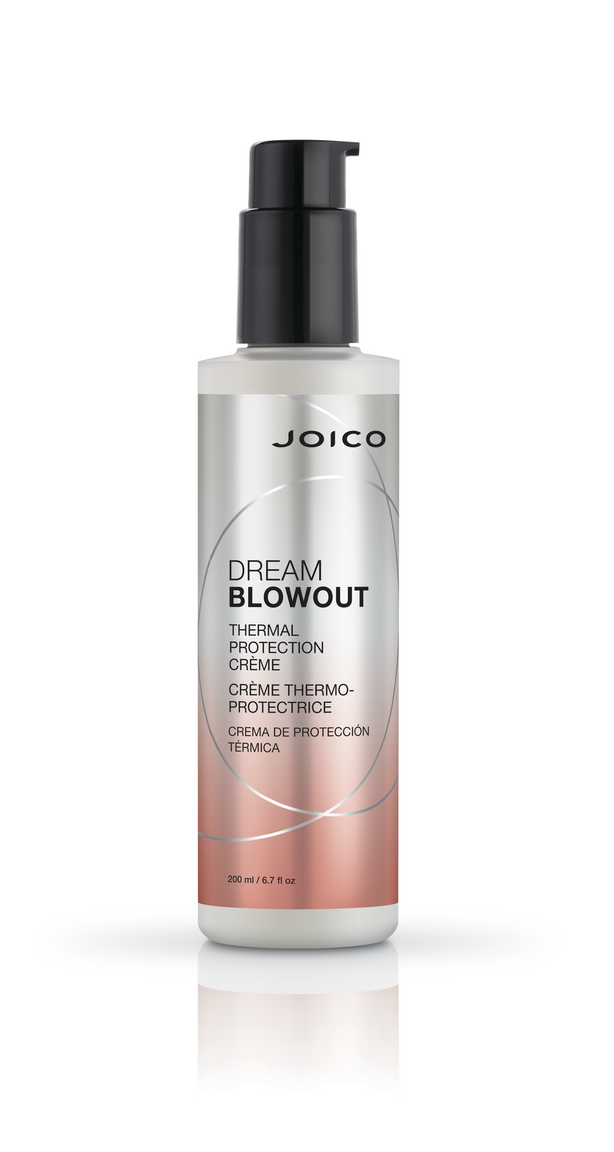 JOICO
DREAM
BLOWOUT
THERMAL
PROTECTION
CRÈME
CRÈME THERMO-
PROTECTRICE
CREMA DE PROTECCIÓN
TÉRMICA
200 ml / 6.7 fl oz